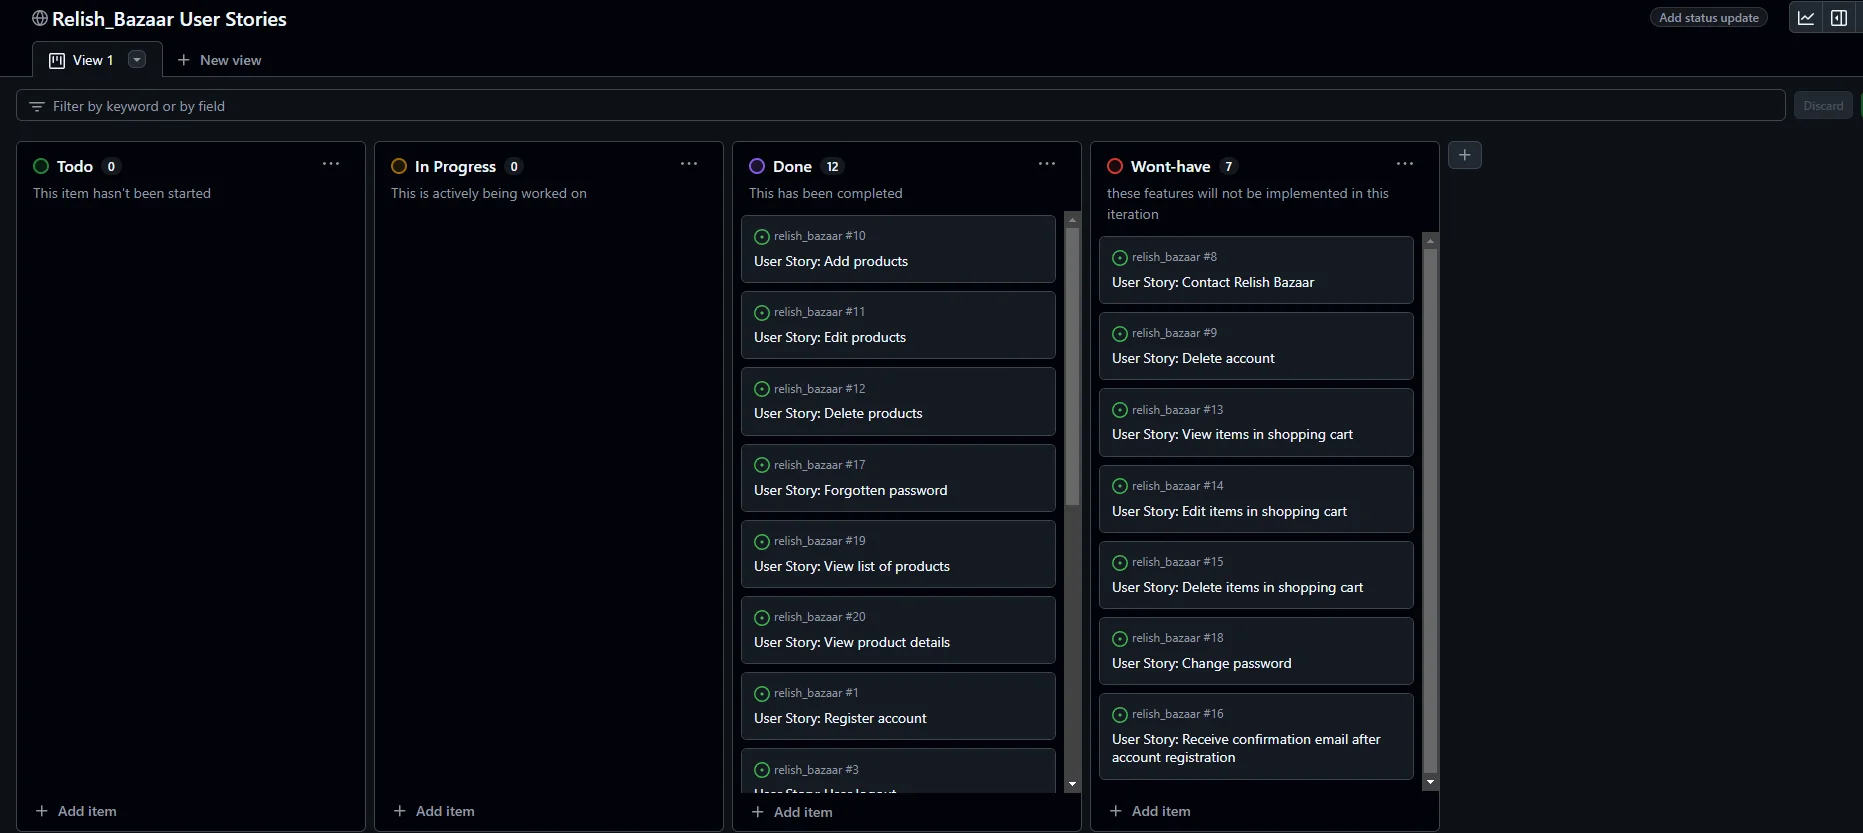 Relish_Bazaar User Stories
Add status update
View 1
New view
Filter by keyword or by field
Discard
Todo 0
This item hasn't been started
Add item
In Progress 0
This is actively being worked on
Add item
Done 12
This has been completed
relish_bazaar #10
User Story: Add products
relish_bazaar #11
User Story: Edit products
relish_bazaar #12
User Story: Delete products
relish_bazaar #17
User Story: Forgotten password
relish_bazaar #19
User Story: View list of products
relish_bazaar #20
User Story: View product details
relish_bazaar #1
User Story: Register account
relish_bazaar #3
User Story: User logout
Add item
Wont-have 7
these features will not be implemented in this
iteration
relish_bazaar #8
User Story: Contact Relish Bazaar
relish_bazaar #9
User Story: Delete account
relish_bazaar #13
User Story: View items in shopping cart
relish_bazaar #14
User Story: Edit items in shopping cart
relish_bazaar #15
User Story: Delete items in shopping cart
relish_bazaar #18
User Story: Change password
relish_bazaar #16
User Story: Receive confirmation email after
account registration
Add item